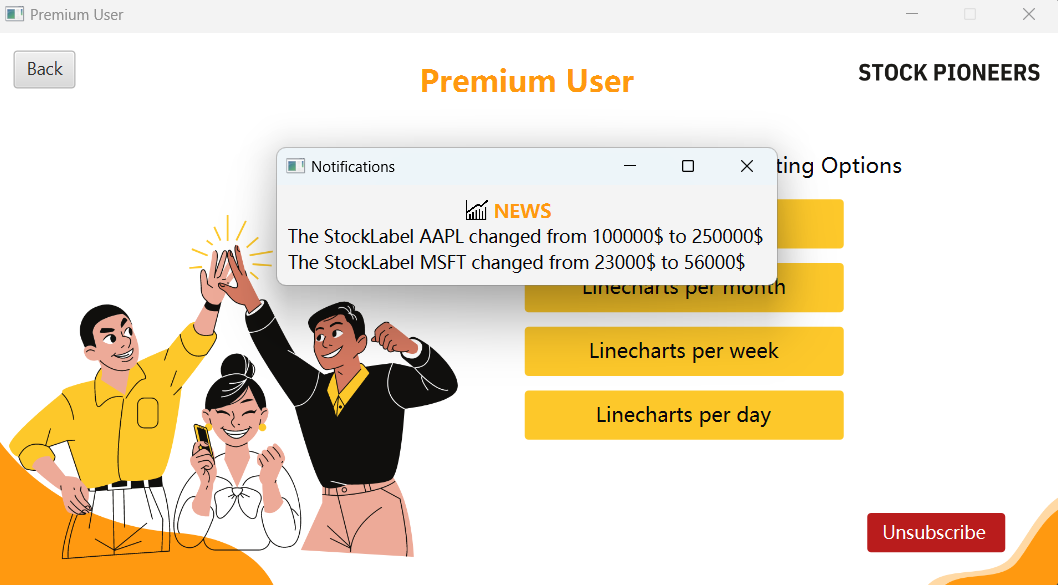 Premium User
Back
Premium User
STOCK PIONEERS
Notifications
ting Options
NEWS
The StockLabel AAPL changed from 100000$ to 250000$
The StockLabel MSFT changed from 23000$ to 56000$
Linecharts per month
Linecharts per week
Linecharts per day
Unsubscribe